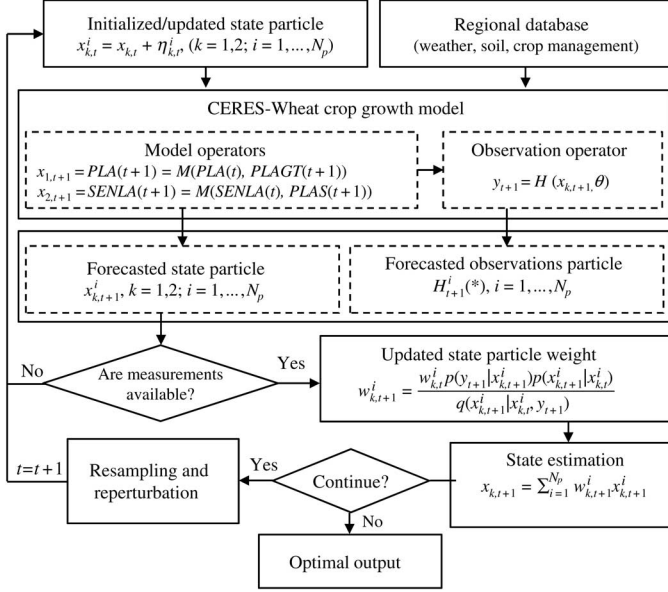 Initialized/updated state particle
x^i_{k,t} = x_{k,t} + η^i_{k,t}, (k = 1,2; i = 1,...,N_p)
Regional database
(weather, soil, crop management)
CERES-Wheat crop growth model
Model operators
x_{1,t+1} = PLA(t+1) = M(PLA(t), PLAGT(t+1))
x_{2,t+1} = SENLA(t+1) = M(SENLA(t), PLAS(t+1))
Observation operator
y_{t+1} = H (x_{k,t+1,} θ)
Forecasted state particle
x^i_{k,t+1}, k = 1,2; i = 1,...,N_p
Forecasted observations particle
H^i_{t+1}(*), i = 1,...,N_p
No
Are measurements
available?
Yes
Updated state particle weight
w^i_{k,t+1} = \frac{w^i_{k,t} p(y_{t+1}|x^i_{k,t+1}) p(x^i_{k,t+1}|x^i_{k,t})}{q(x^i_{k,t+1}|x^i_{k,t}, y_{t+1})}
t=t+1
Resampling and
reperturbation
Yes
Continue?
State estimation
x_{k,t+1} = ∑^{N_p}_{i=1} w^i_{k,t+1} x^i_{k,t+1}
No
Optimal output